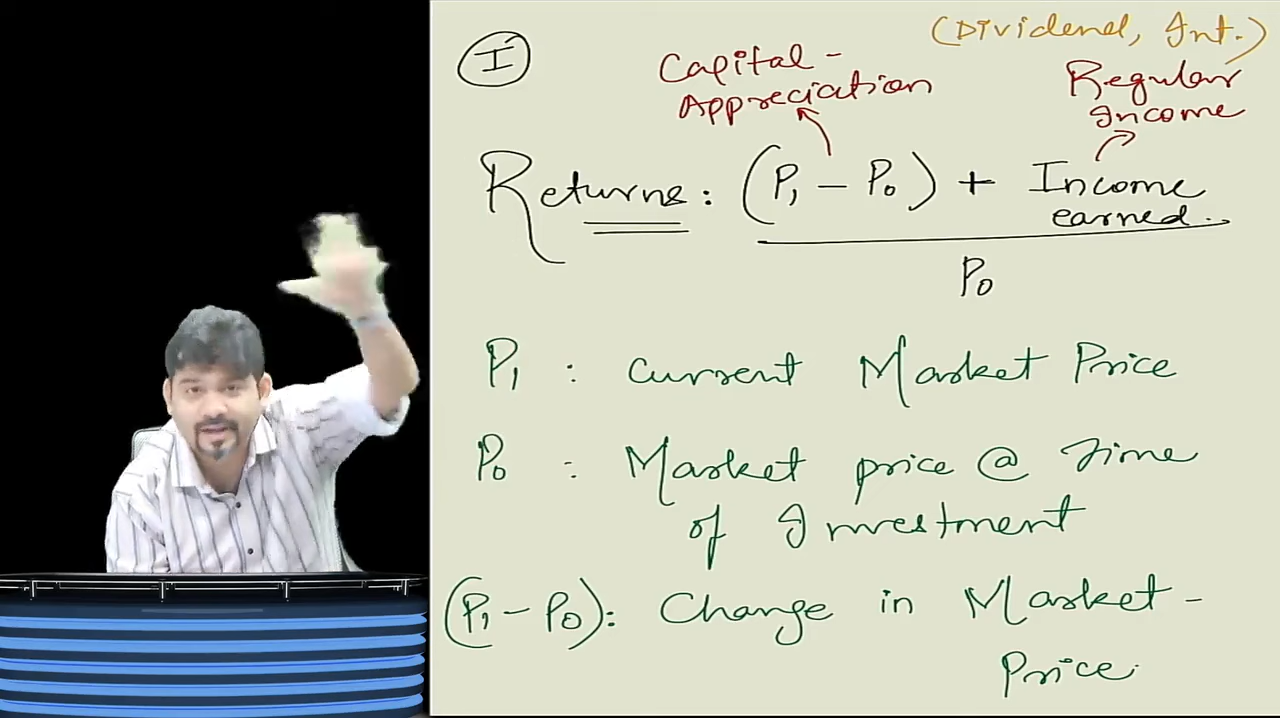 I
(Dividend, Int.)
Capital -
Appreciation
Regular
Income
Returns : (P₁ – P₀) + Income
earned.
P₀
P₁ : Current Market Price
P₀ : Market price @ Time
of Investment
(P₁ – P₀) : Change in Market -
Price